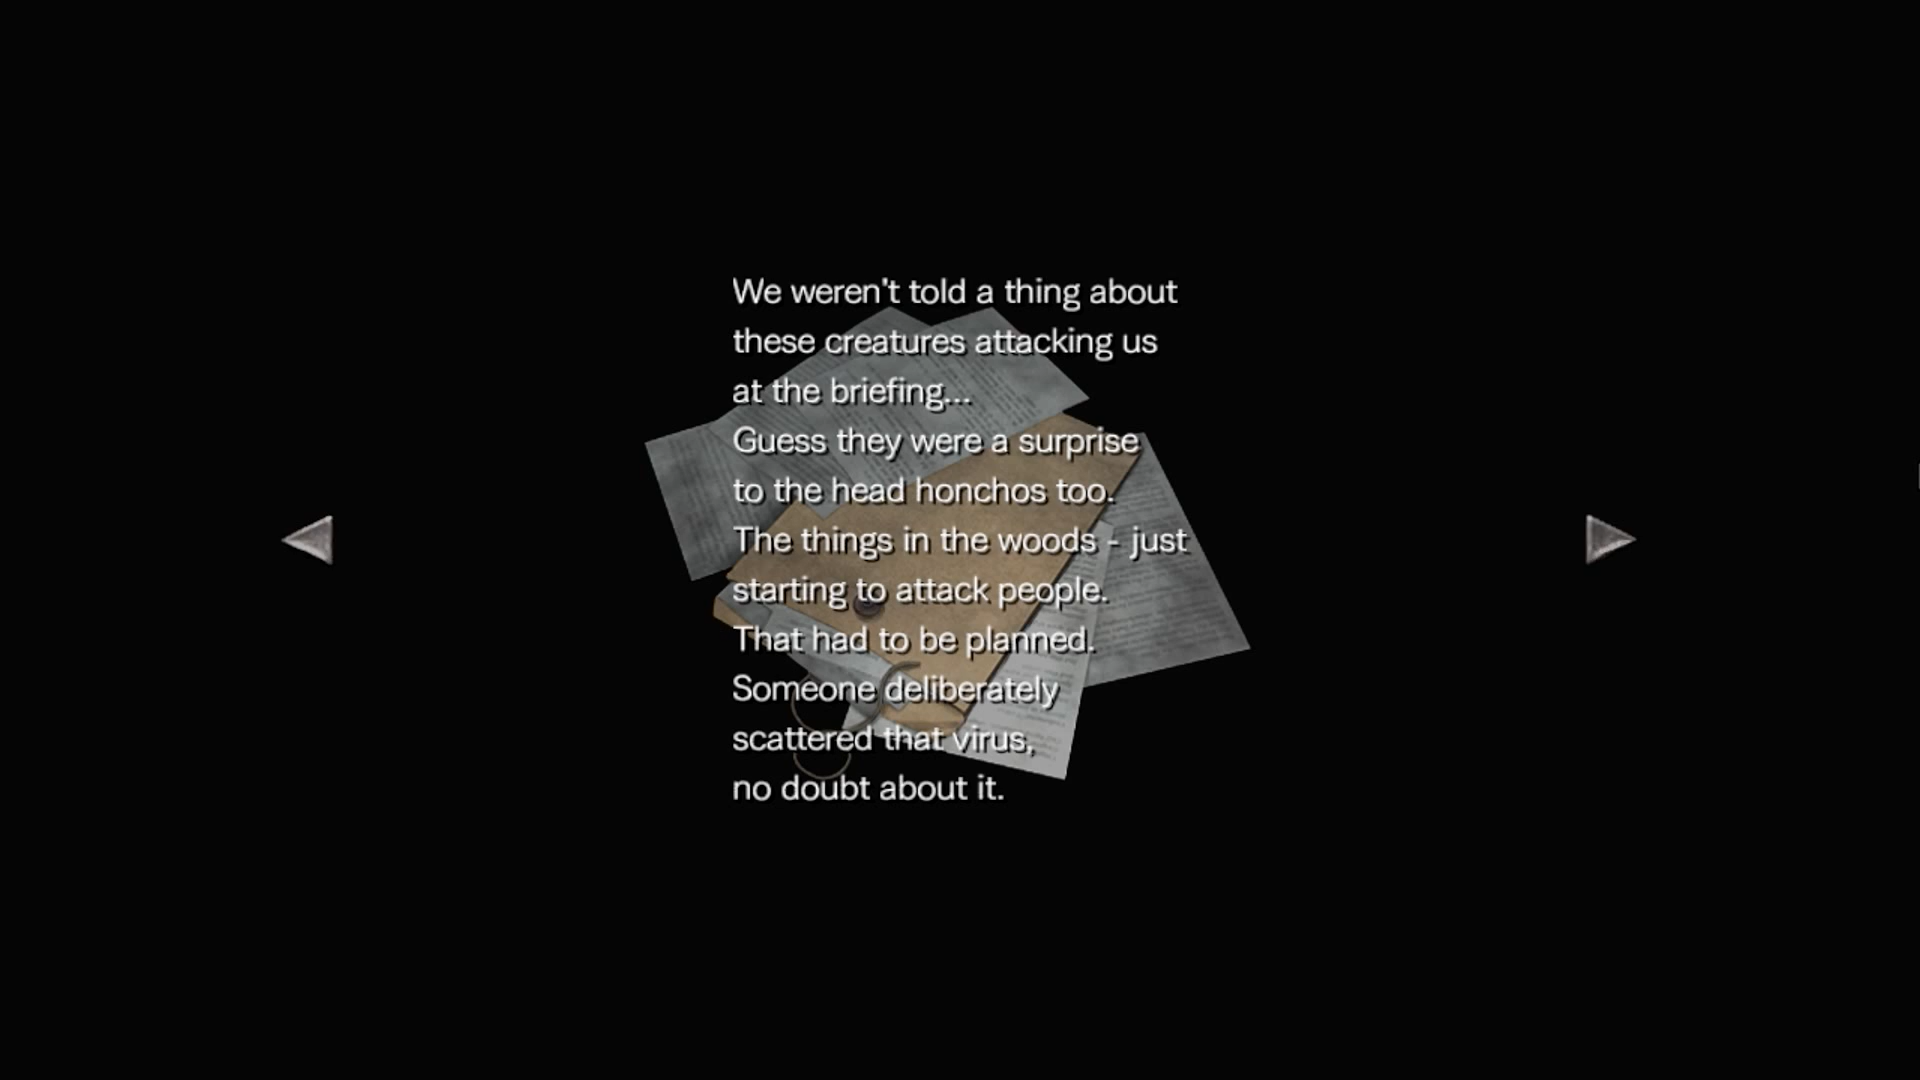 We weren't told a thing about
these creatures attacking us
at the briefing...
Guess they were a surprise
to the head honchos too.
The things in the woods - just
starting to attack people.
That had to be planned.
Someone deliberately
scattered that virus,
no doubt about it.